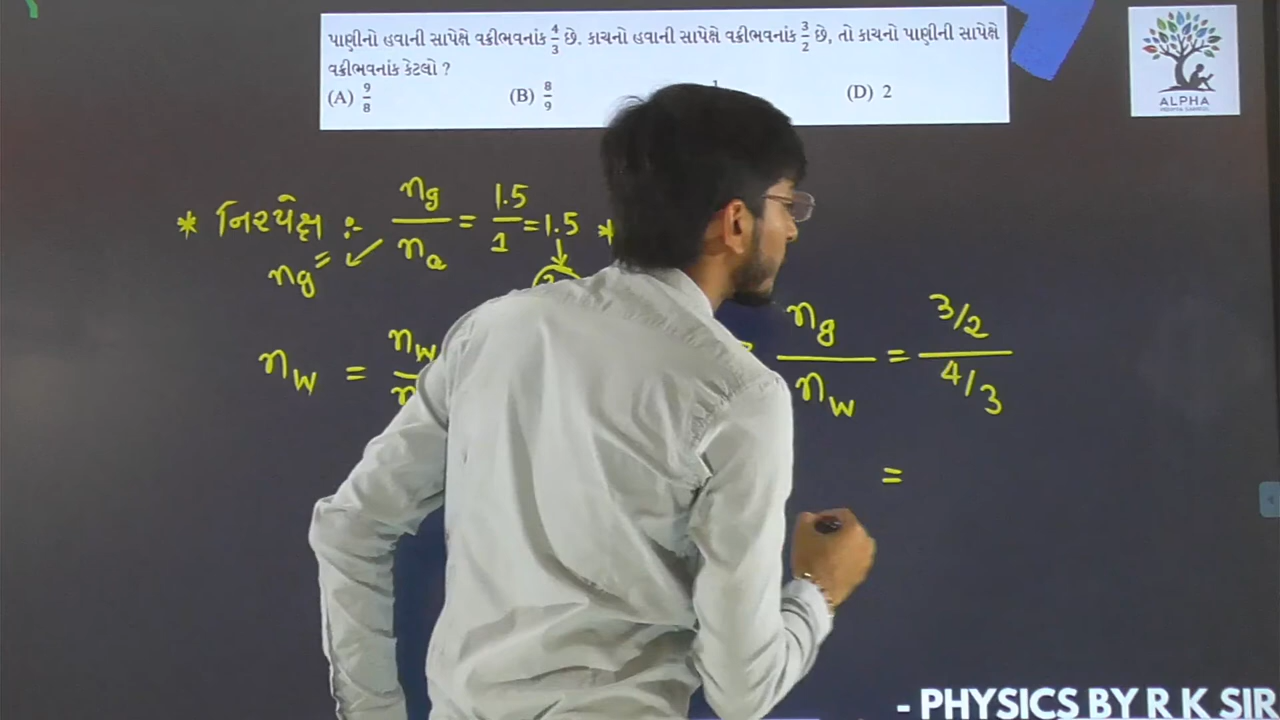 પાણીનો હવાની સાપેક્ષે વક્રીભવનાંક 4/3 છે. કાચનો હવાની સાપેક્ષે વક્રીભવનાંક 3/2 છે, તો કાચનો પાણીની સાપેક્ષે
વક્રીભવનાંક કેટલો ?
(A) 9/8 (B) 8/9 (D) 2
ALPHA
* નિરપેક્ષ :- ng/na = 1.5/1 = 1.5 *
ng =
nw = nw
ng/nw = 3/2 / 4/3
=
- PHYSICS BY R K SIR